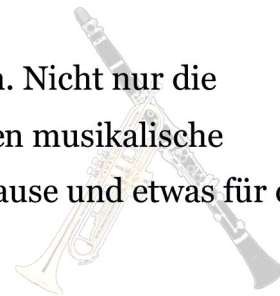 . Nicht nur die
en musikalische
ause und etwas für